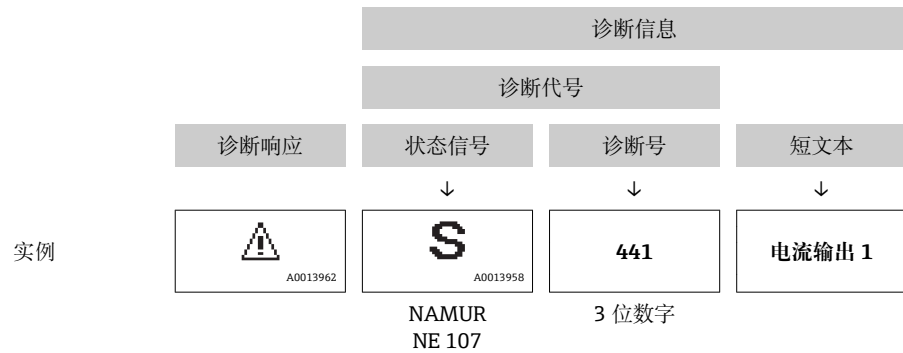 诊断信息
诊断代号
诊断响应 状态信号 诊断号 短文本
↓ ↓ ↓
实例 S 441 电流输出 1
A0013962 A0013958
NAMUR 3 位数字
NE 107